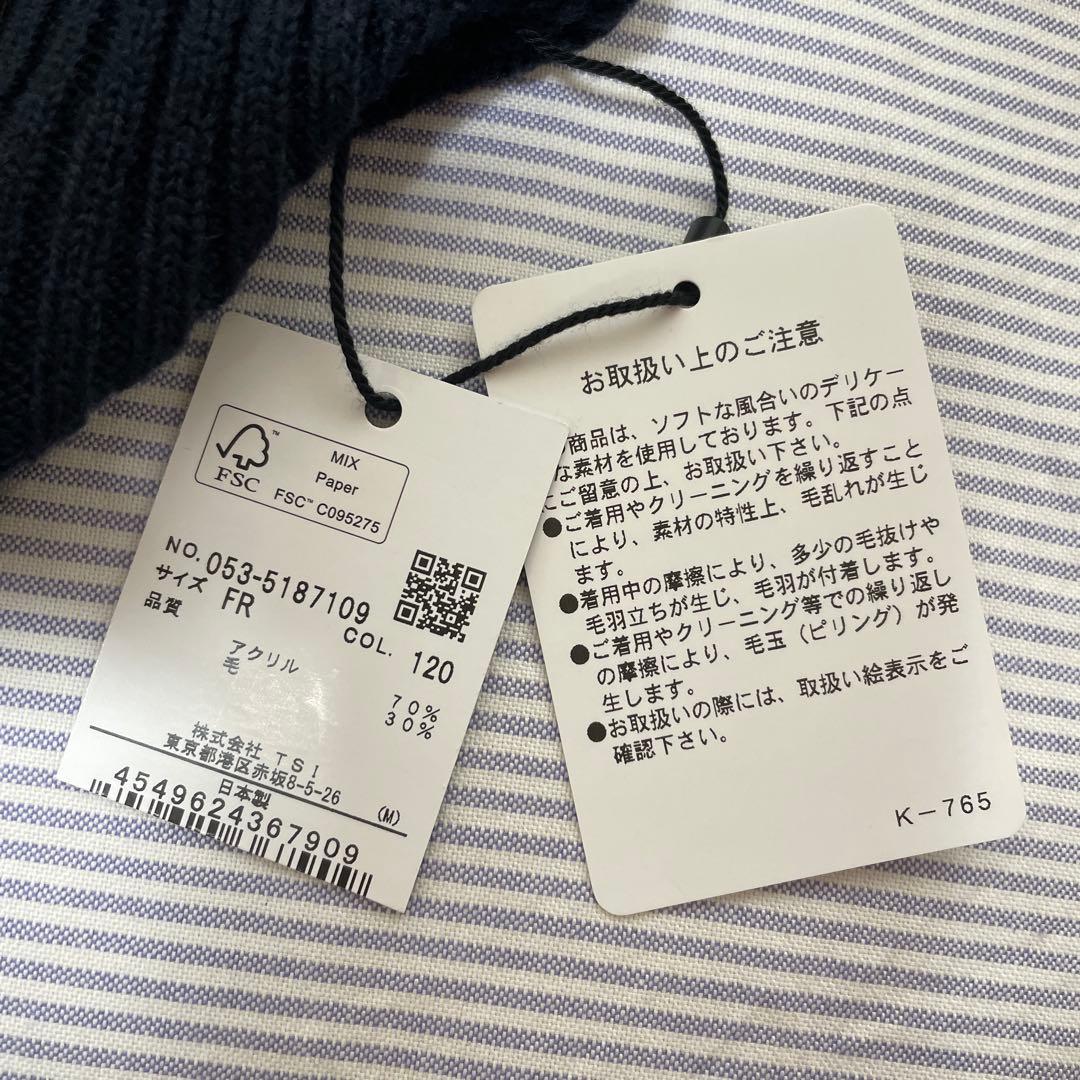 FSC™
MIX
Paper
FSC™ C095275
NO. 053-5187109
サイズ FR
COL. 120
品質
アクリル 70%
毛 30%
株式会社 TSI
東京都港区赤坂8-5-26
日本製 (M)
4549624367909
お取扱い上のご注意
商品は、ソフトな風合いのデリケー
な素材を使用しております。下記の点
ご留意の上、お取扱い下さい。
●ご着用やクリーニングを繰り返すこと
により、素材の特性上、毛乱れが生じ
ます。
●着用中の摩擦により、多少の毛抜けや
毛羽立ちが生じ、毛羽が付着します。
●ご着用やクリーニング等での繰り返し
の摩擦により、毛玉（ピリング）が発
生します。
●お取扱いの際には、取扱い絵表示をご
確認下さい。
K-765